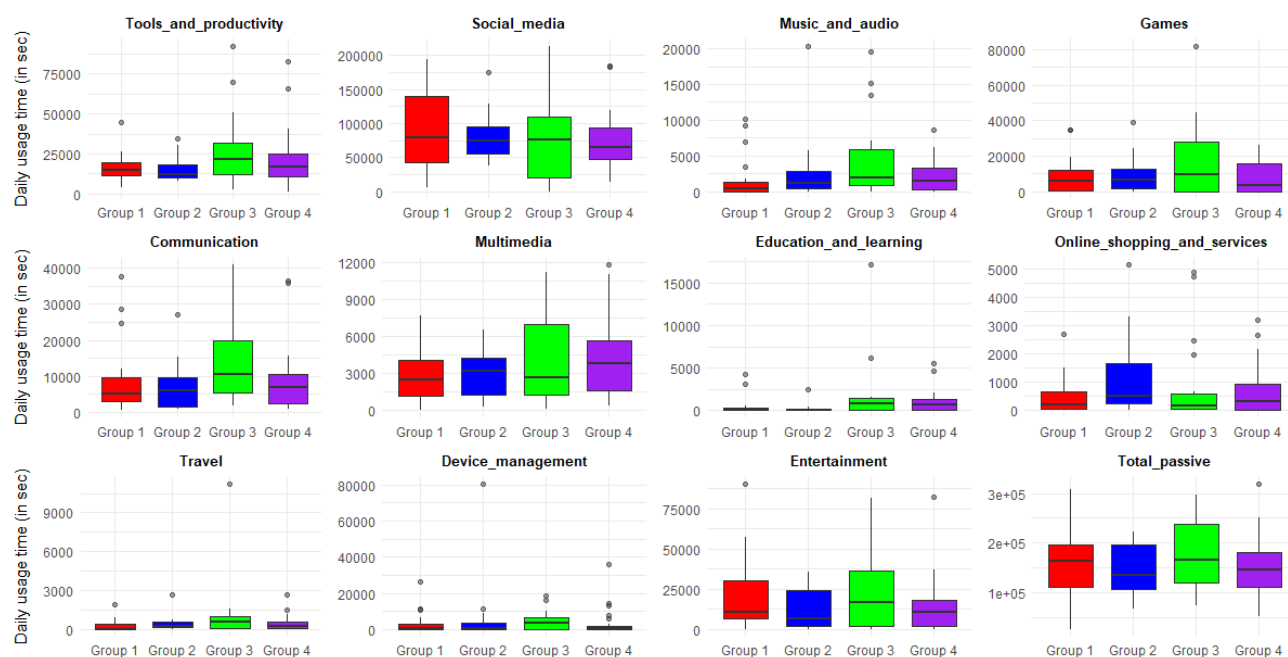 Tools_and_productivity
Social_media
Music_and_audio
Games
Daily usage time (in sec)
75000
50000
25000
0
200000
150000
100000
50000
0
20000
15000
10000
5000
0
80000
60000
40000
20000
0
Group 1 Group 2 Group 3 Group 4
Group 1 Group 2 Group 3 Group 4
Group 1 Group 2 Group 3 Group 4
Group 1 Group 2 Group 3 Group 4
Communication
Multimedia
Education_and_learning
Online_shopping_and_services
Daily usage time (in sec)
40000
30000
20000
10000
0
12000
9000
6000
3000
0
15000
10000
5000
0
5000
4000
3000
2000
1000
0
Group 1 Group 2 Group 3 Group 4
Group 1 Group 2 Group 3 Group 4
Group 1 Group 2 Group 3 Group 4
Group 1 Group 2 Group 3 Group 4
Travel
Device_management
Entertainment
Total_passive
Daily usage time (in sec)
9000
6000
3000
0
80000
60000
40000
20000
0
75000
50000
25000
0
3e+05
2e+05
1e+05
Group 1 Group 2 Group 3 Group 4
Group 1 Group 2 Group 3 Group 4
Group 1 Group 2 Group 3 Group 4
Group 1 Group 2 Group 3 Group 4